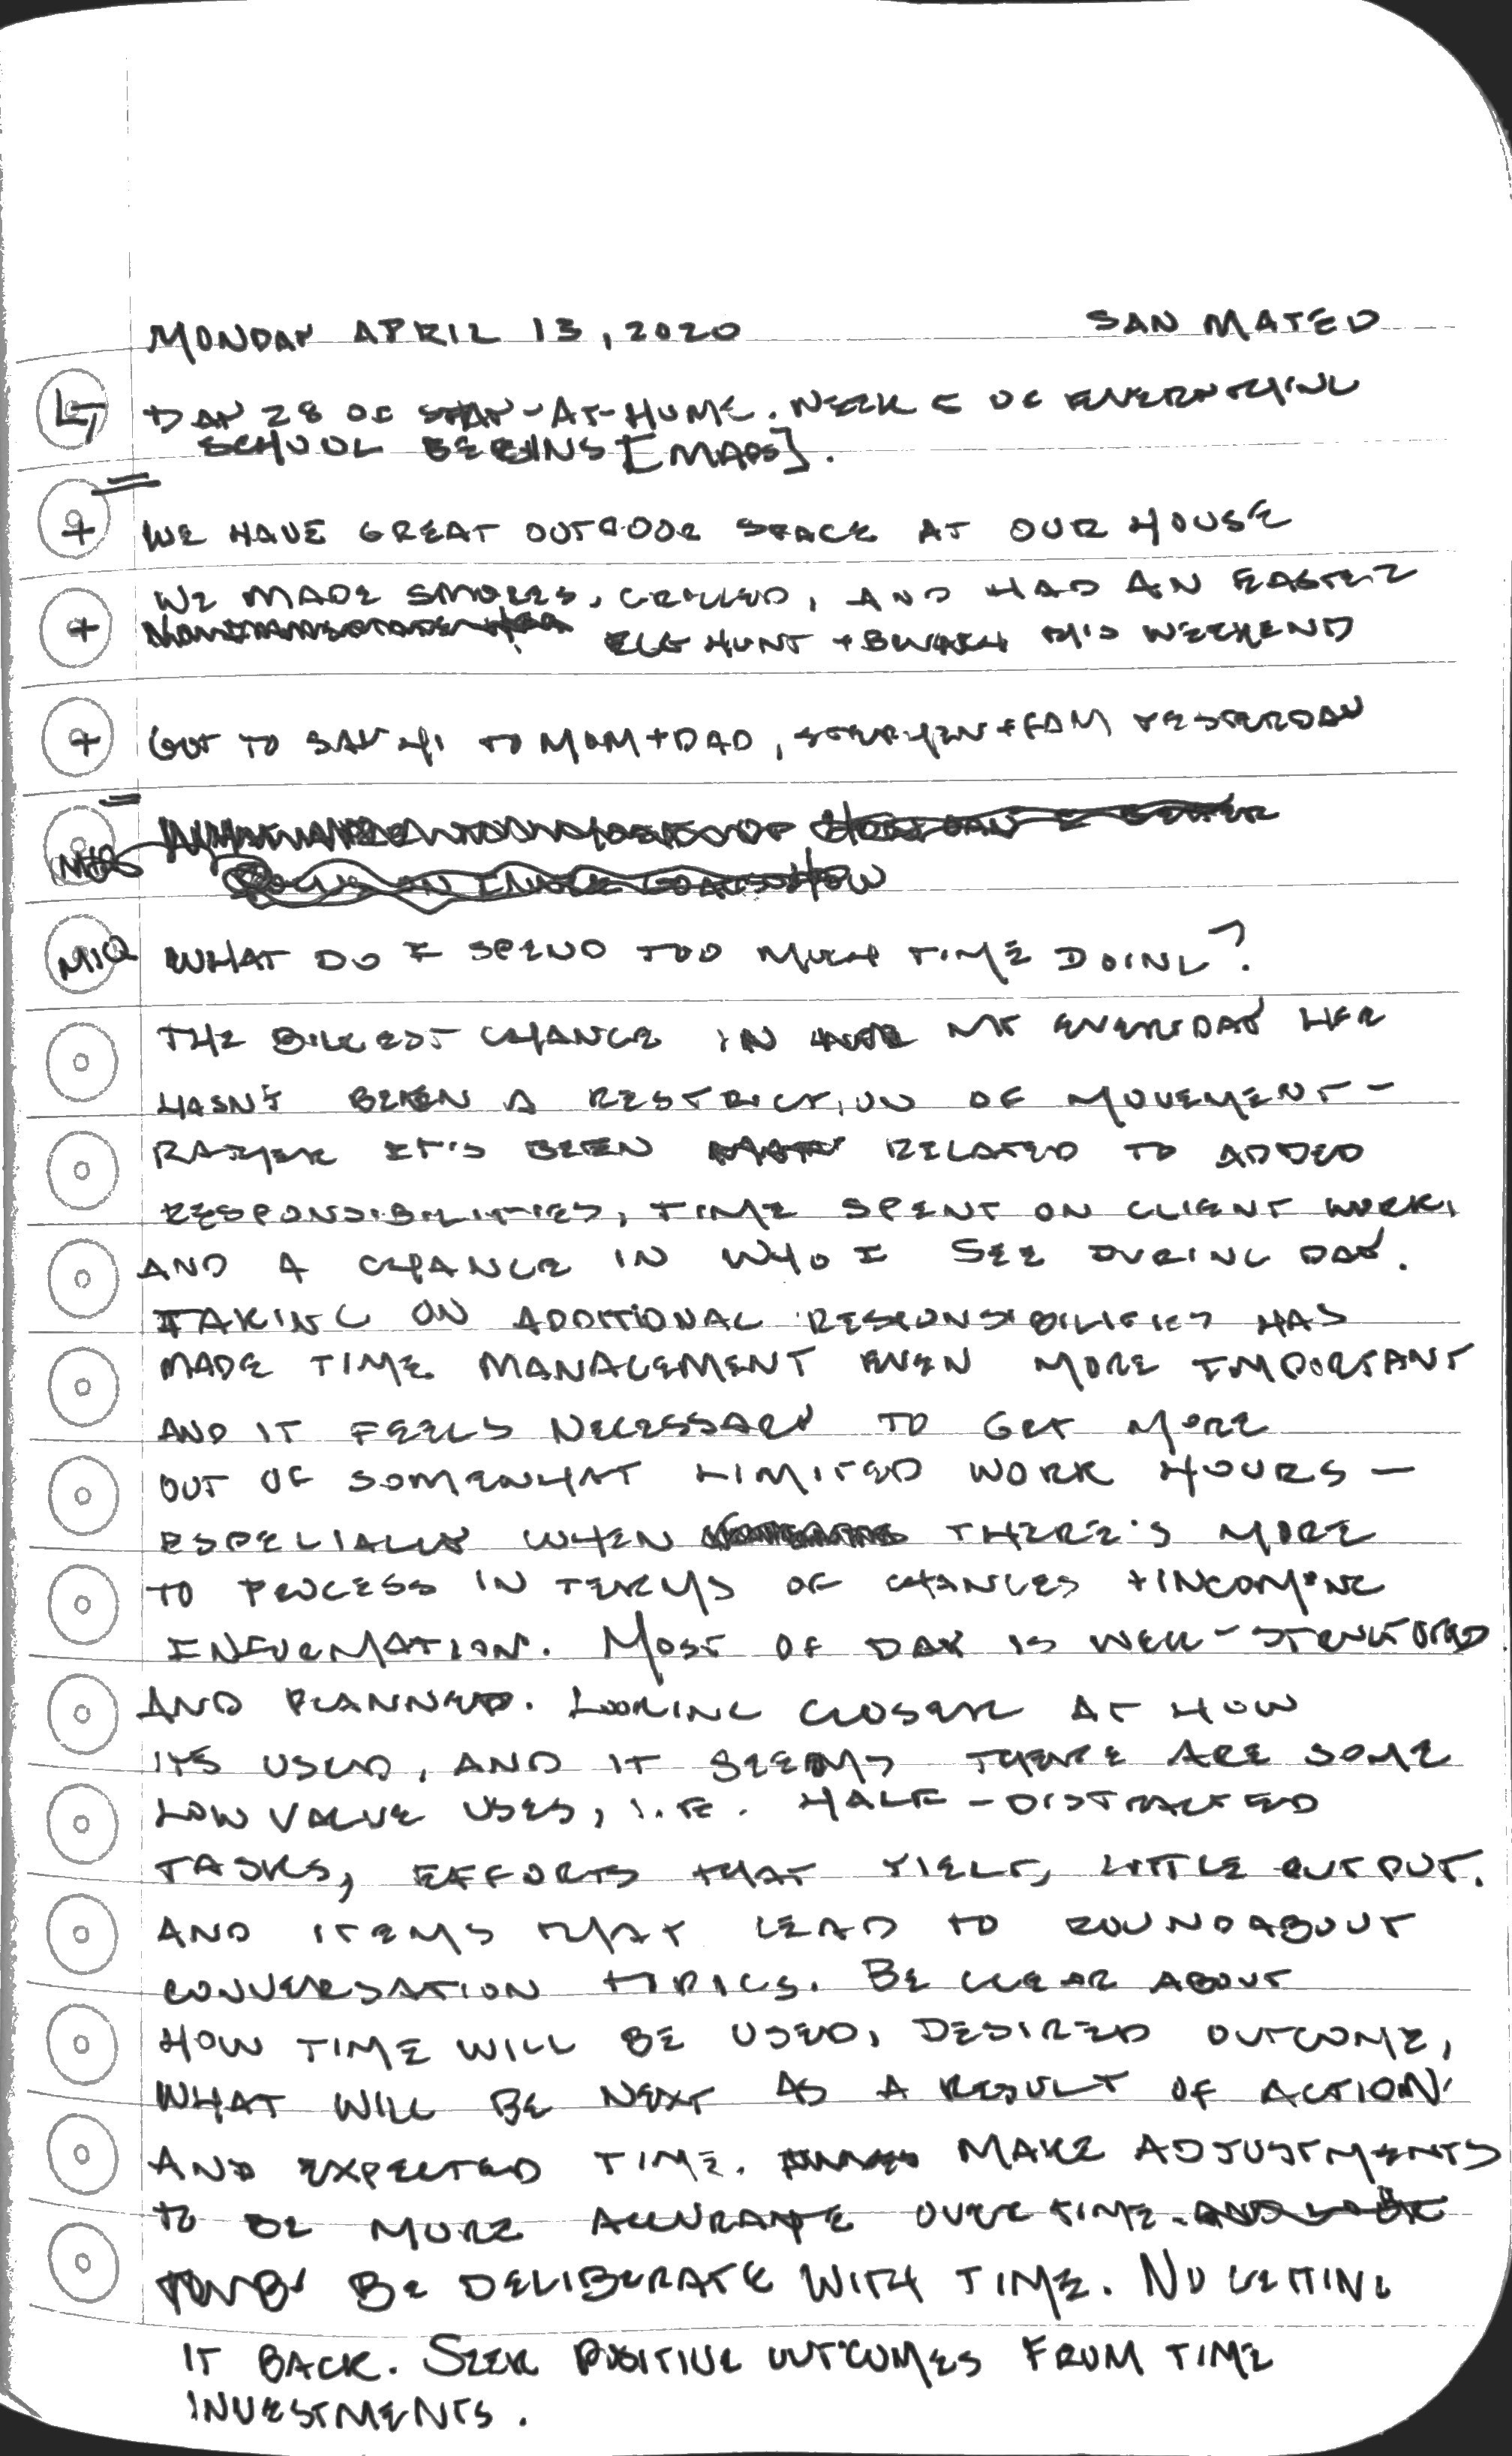 MONDAY APRIL 13, 2020 SAN MATEO
LT DAY 28 OF STAY-AT-HOME. WEEK 5 OF EVERYTHING
SCHOOL BEGINS [MADS].
+ WE HAVE GREAT OUTDOOR SPACE AT OUR HOUSE
+ WE MADE SMORES, GRILLED, AND HAD AN EASTER
EGG HUNT + BRUNCH THIS WEEKEND
+ GOT TO SAY HI TO MOM + DAD, STEPHEN + FAM YESTERDAY
MIQ WHAT DO I SPEND TOO MUCH TIME DOING?
THE BIGGEST CHANGE IN MY EVERYDAY LIFE
HASN'T BEEN A RESTRICTION OF MOVEMENT -
RATHER IT'S BEEN RELATED TO ADDED
RESPONSIBILITIES, TIME SPENT ON CLIENT WORK,
AND A CHANGE IN WHO I SEE DURING DAY.
TAKING ON ADDITIONAL RESPONSIBILITIES HAS
MADE TIME MANAGEMENT EVEN MORE IMPORTANT
AND IT FEELS NECESSARY TO GET MORE
OUT OF SOMEWHAT LIMITED WORK HOURS -
ESPECIALLY WHEN THERE'S MORE
TO PROCESS IN TERMS OF CHANGES + INCOMING
INFORMATION. MOST OF DAY IS WELL-STRUCTURED
AND PLANNED. LOOKING CLOSER AT HOW
IT'S USED, AND IT SEEMS THERE ARE SOME
LOW VALUE USES, I.E. HALF-DISTRACTED
TASKS, EFFORTS THAT YIELD LITTLE OUTPUT,
AND ITEMS THAT LEAD TO ROUNDABOUT
CONVERSATION TOPICS. BE CLEAR ABOUT
HOW TIME WILL BE USED, DESIRED OUTCOME,
WHAT WILL BE NEXT AS A RESULT OF ACTION,
AND EXPECTED TIME. MAKE ADJUSTMENTS
TO BE MORE ACCURATE OVER TIME.
BE DELIBERATE WITH TIME. NO GETTING
IT BACK. SEEK POSITIVE OUTCOMES FROM TIME
INVESTMENTS.